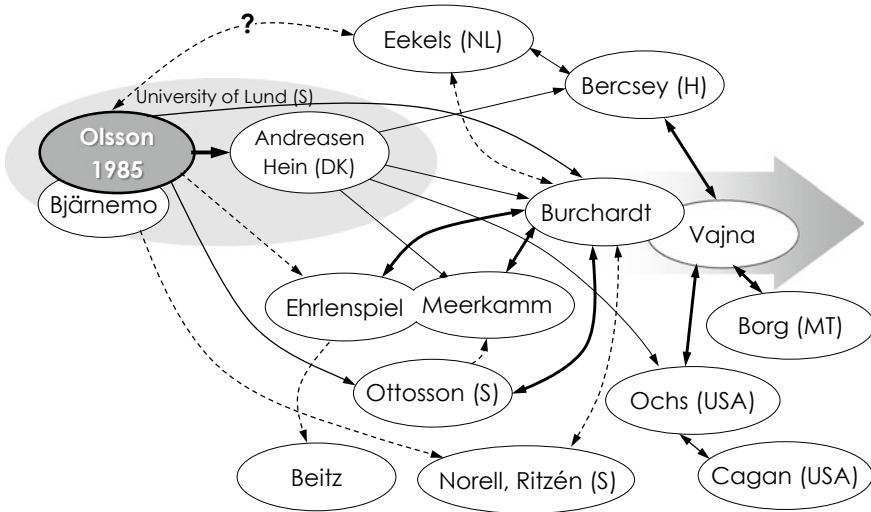 ?
Eekels (NL)
Bercsey (H)
University of Lund (S)
Olsson
1985
Andreasen
Hein (DK)
Bjärnemo
Burchardt
Vajna
Ehrlenspiel
Meerkamm
Borg (MT)
Ottosson (S)
Ochs (USA)
Beitz
Norell, Ritzén (S)
Cagan (USA)